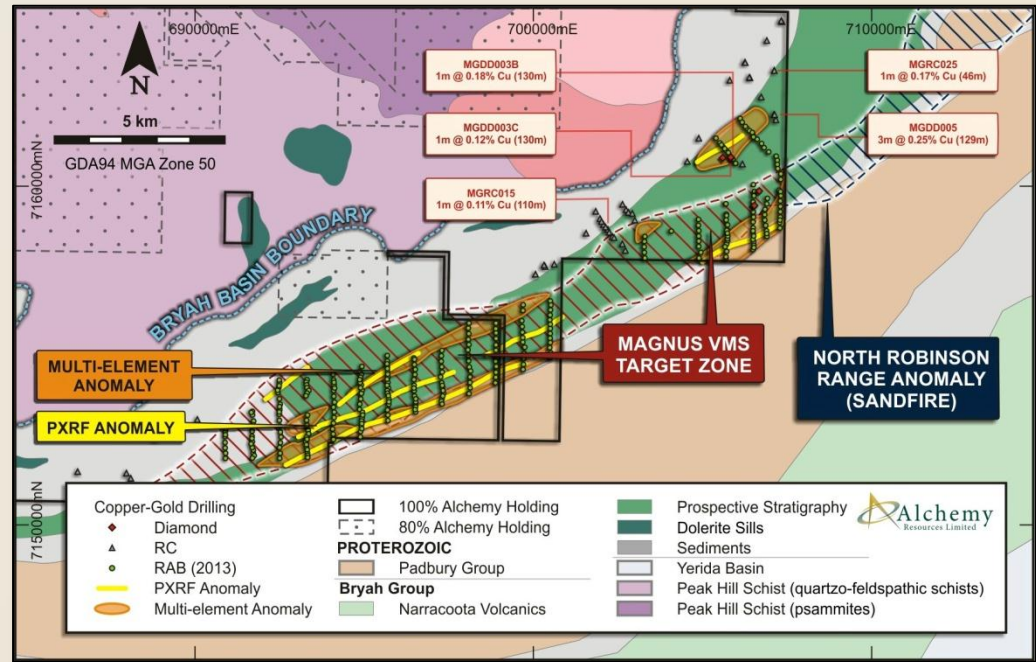 690000mE
700000mE
710000mE
N
5 km
GDA94 MGA Zone 50
7160000mN
7150000mN
MGDD003B
1m @ 0.18% Cu (130m)
MGRC025
1m @ 0.17% Cu (46m)
MGDD003C
1m @ 0.12% Cu (130m)
MGDD005
3m @ 0.25% Cu (129m)
MGRC015
1m @ 0.11% Cu (110m)
BRYAH BASIN BOUNDARY
MULTI-ELEMENT
ANOMALY
PXRF ANOMALY
MAGNUS VMS
TARGET ZONE
NORTH ROBINSON
RANGE ANOMALY
(SANDFIRE)
Copper-Gold Drilling
Diamond
RC
RAB (2013)
PXRF Anomaly
Multi-element Anomaly
100% Alchemy Holding
80% Alchemy Holding
PROTEROZOIC
Padbury Group
Bryah Group
Narracoota Volcanics
Prospective Stratigraphy
Dolerite Sills
Sediments
Yerida Basin
Peak Hill Schist (quartzo-feldspathic schists)
Peak Hill Schist (psammites)
Alchemy
Resources Limited